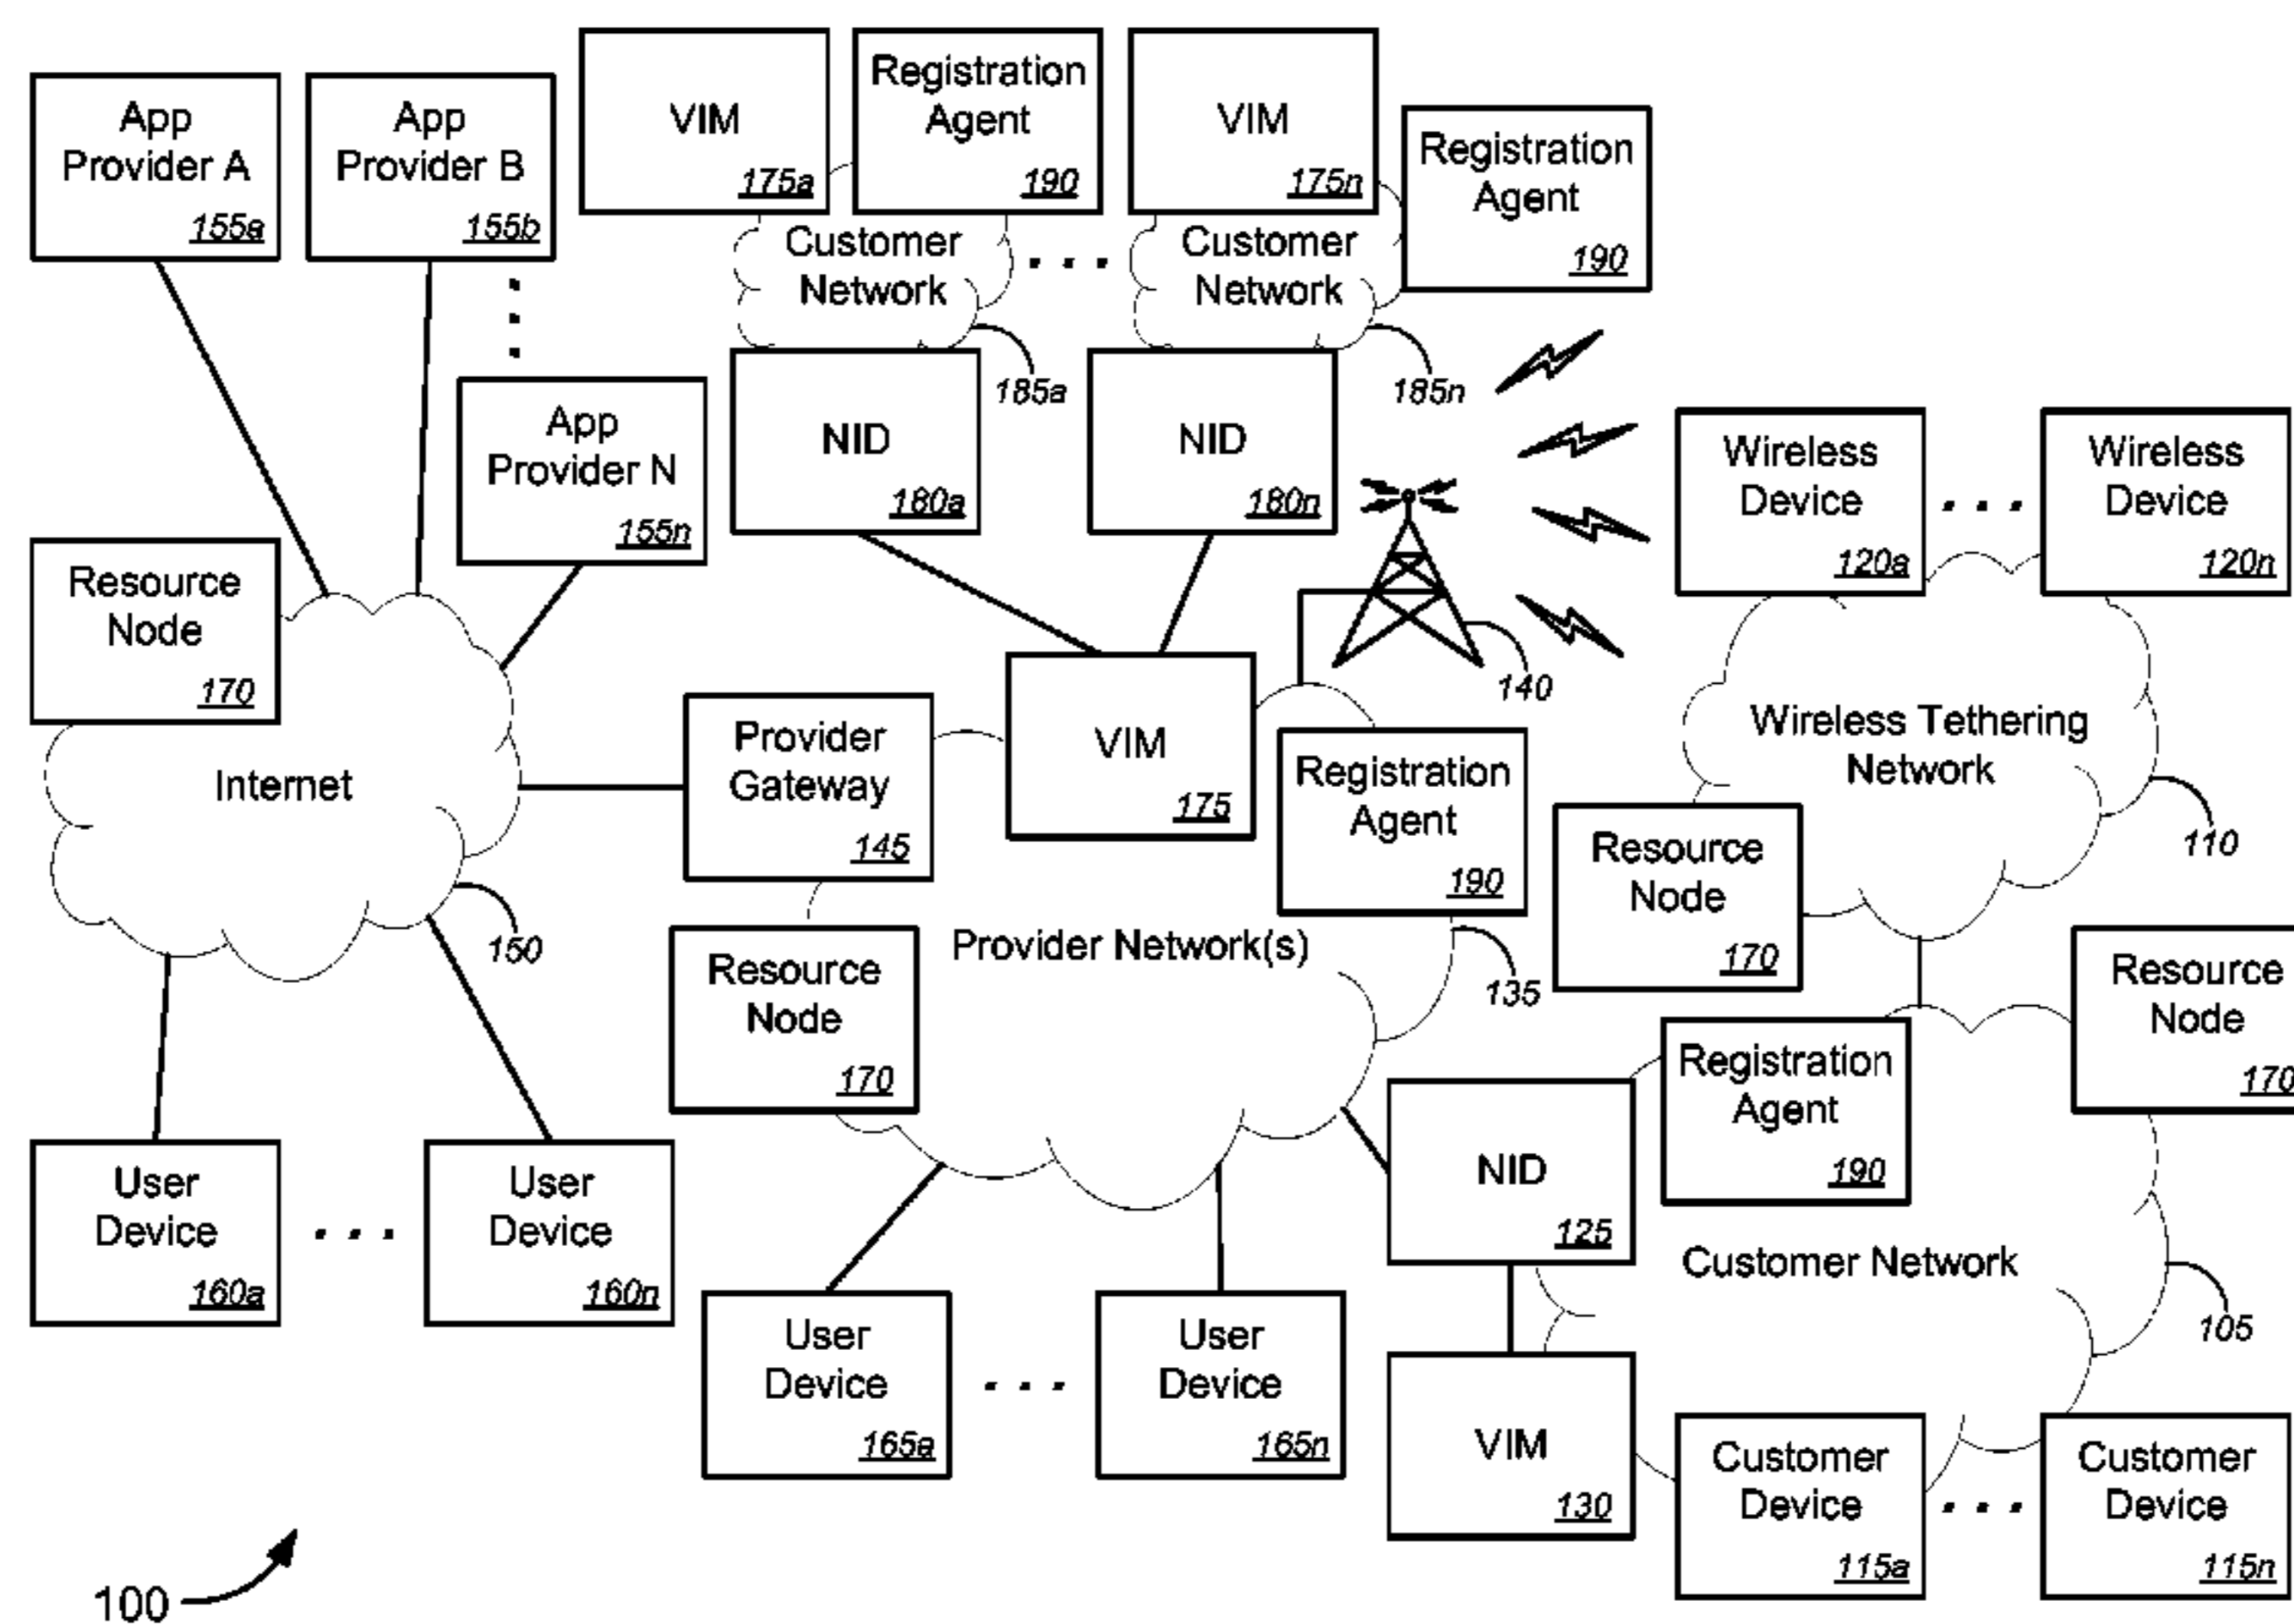 App
Provider A
155a
App
Provider B
155b
VIM
175a
Registration
Agent
190
VIM
175n
Registration
Agent
190
Customer
Network
185a
Customer
Network
185n
App
Provider N
155n
NID
180a
NID
180n
Wireless
Device
120a
Wireless
Device
120n
Resource
Node
170
140
Internet
150
Provider
Gateway
145
VIM
175
Registration
Agent
190
Wireless Tethering
Network
110
Resource
Node
170
Resource
Node
170
Provider Network(s)
135
Resource
Node
170
Registration
Agent
190
NID
125
Customer Network
105
User
Device
160a
User
Device
160n
User
Device
165a
User
Device
165n
VIM
130
Customer
Device
115a
Customer
Device
115n
100